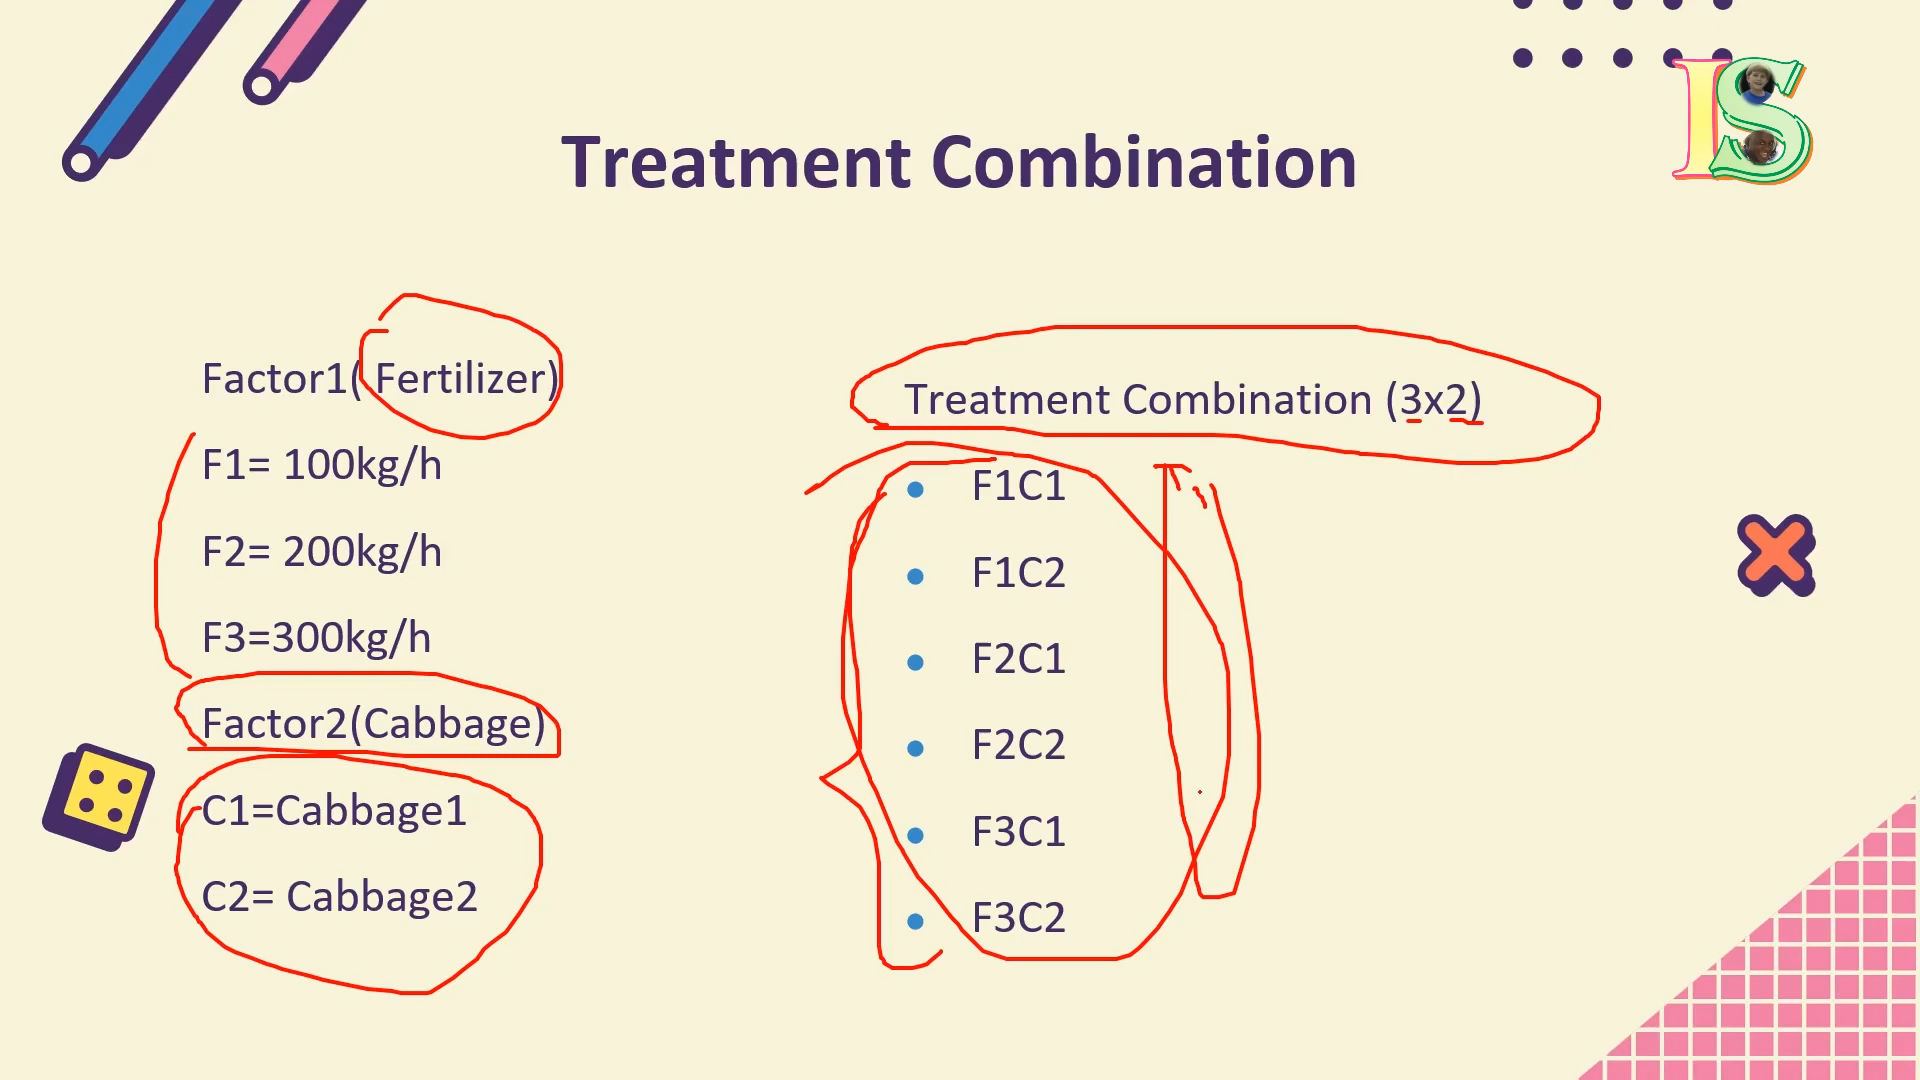 Treatment Combination
Factor1( Fertilizer)
F1= 100kg/h
F2= 200kg/h
F3=300kg/h
Factor2(Cabbage)
C1=Cabbage1
C2= Cabbage2
Treatment Combination (3x2)
F1C1
F1C2
F2C1
F2C2
F3C1
F3C2
IS